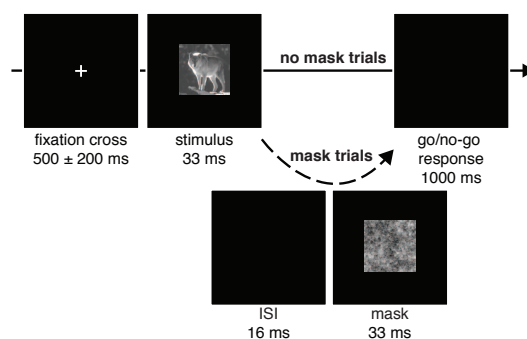 no mask trials
fixation cross
500 ± 200 ms
stimulus
33 ms
mask trials
go/no-go
response
1000 ms
ISI
16 ms
mask
33 ms